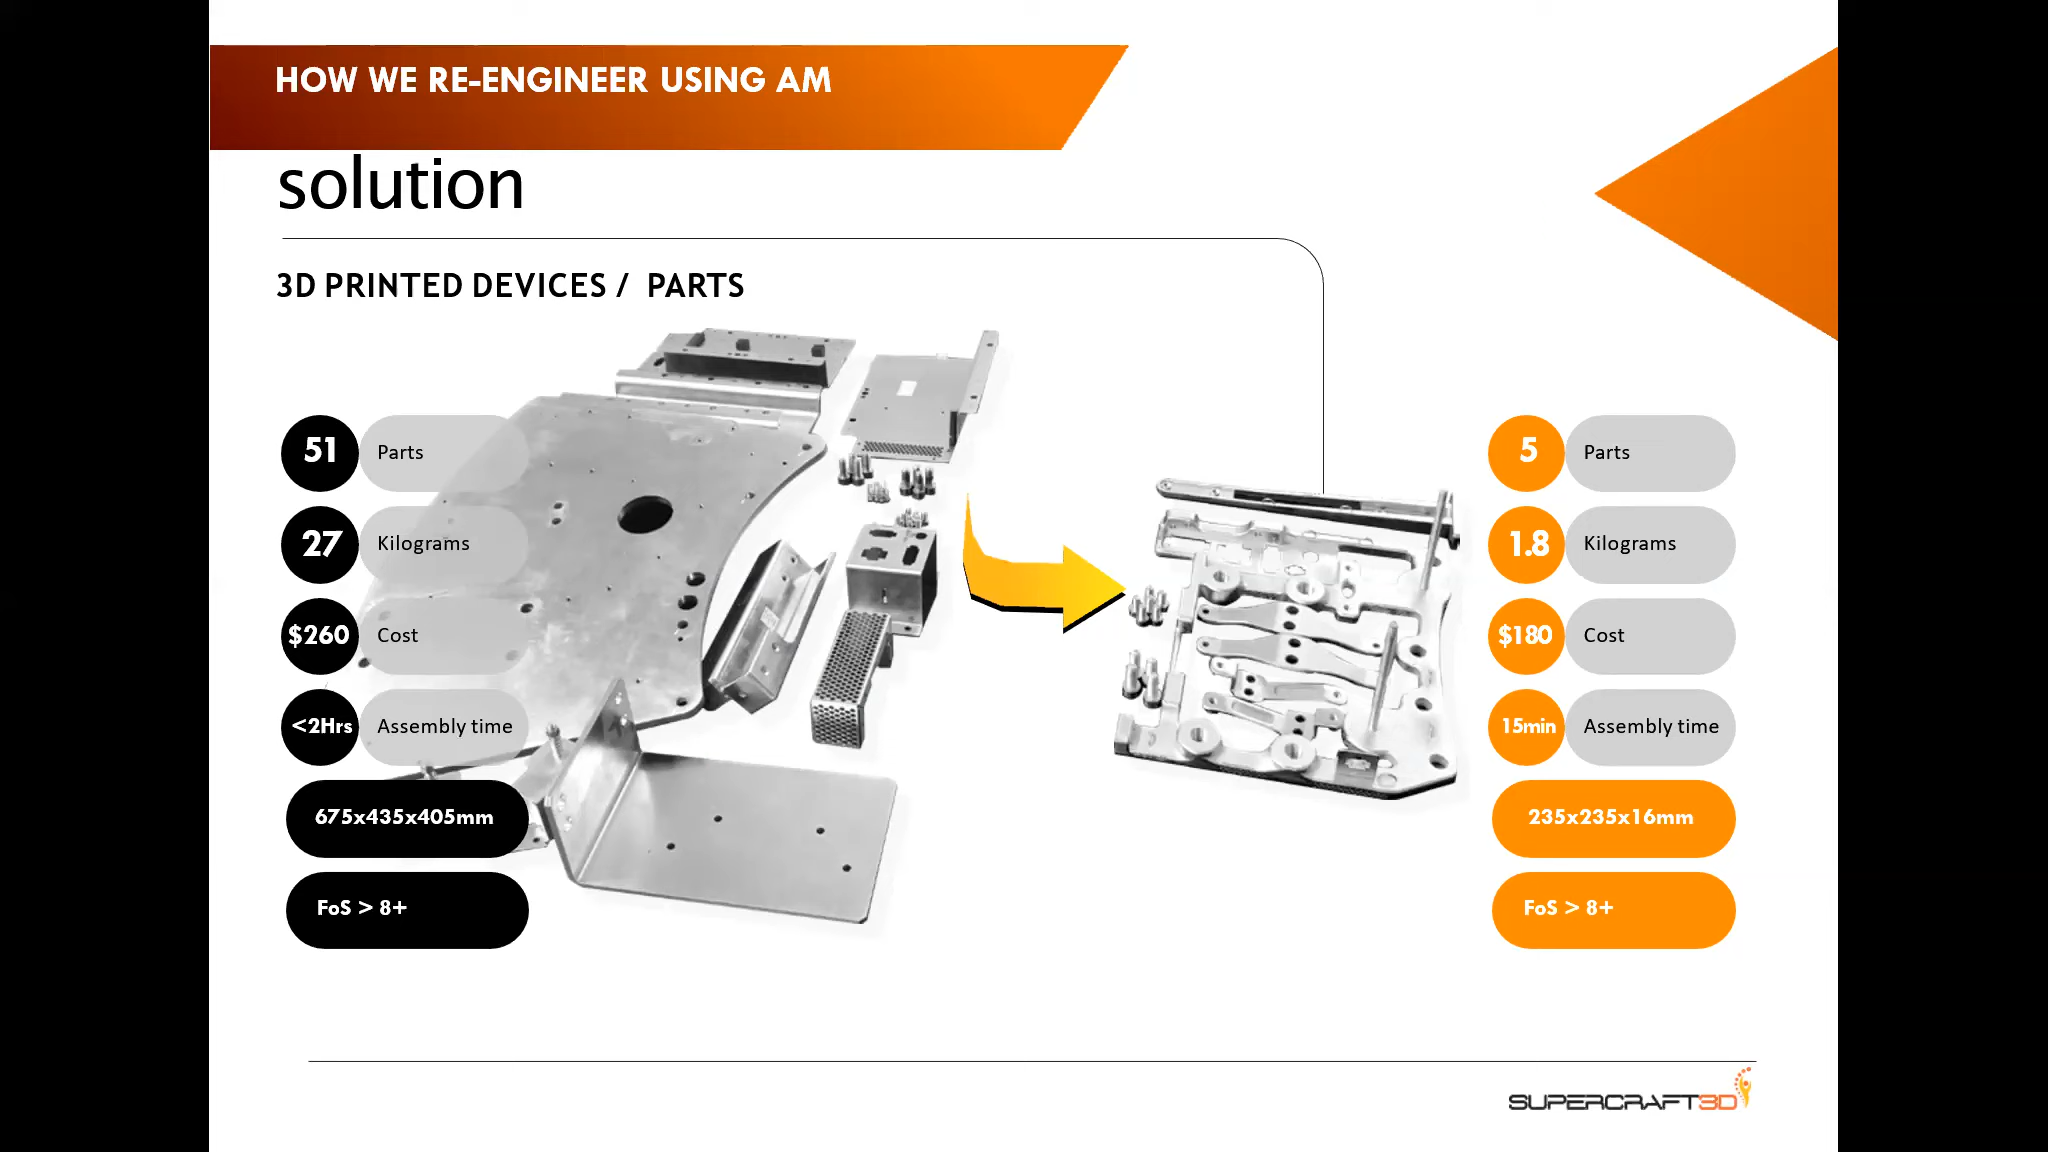 HOW WE RE-ENGINEER USING AM
solution
3D PRINTED DEVICES /  PARTS
51 Parts
27 Kilograms
$260 Cost
<2Hrs Assembly time
675x435x405mm
FoS > 8+
5 Parts
1.8 Kilograms
$180 Cost
15min Assembly time
235x235x16mm
FoS > 8+
SUPERCRAFT3D